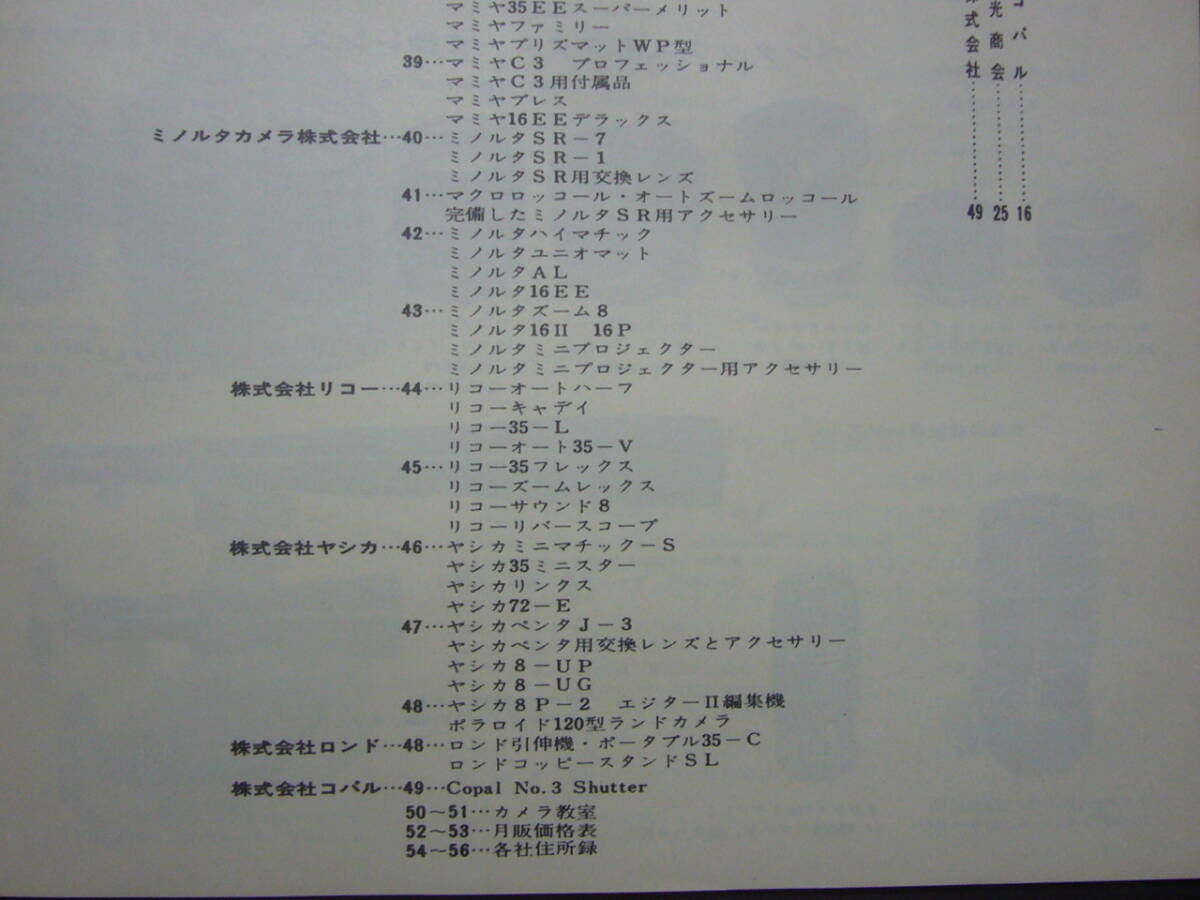 マミヤ35EEスーパーメリット
マミヤファミリー
マミヤプリズマットWP型
39…マミヤC3 プロフェッショナル
マミヤC3用付属品
マミヤプレス
マミヤ16EEデラックス
ミノルタカメラ株式会社…40…ミノルタSR-7
ミノルタSR-1
ミノルタSR用交換レンズ
41…マクロロッコール・オートズームロッコール
完備したミノルタSR用アクセサリー
42…ミノルタハイマチック
ミノルタユニオマット
ミノルタAL
ミノルタ16EE
43…ミノルタズーム8
ミノルタ16II 16P
ミノルタミニプロジェクター
ミノルタミニプロジェクター用アクセサリー
株式会社リコー…44…リコーオートハーフ
リコーキャデイ
リコー35-L
リコーオート35-V
45…リコー35フレックス
リコーズームレックス
リコーサウンド8
リコーリバースコープ
株式会社ヤシカ…46…ヤシカミニマチック-S
ヤシカ35ミニスター
ヤシカリンクス
ヤシカ72-E
47…ヤシカペンタJ-3
ヤシカペンタ用交換レンズとアクセサリー
ヤシカ8-UP
ヤシカ8-UG
48…ヤシカ8P-2 エジターII編集機
ポラロイド120型ランドカメラ
株式会社ロンド…48…ロンド引伸機・ポータブル35-C
ロンドコッピースタンドSL
株式会社コパル…49…Copal No.3 Shutter
50～51…カメラ教室
52～53…月販価格表
54～56…各社住所録
コパル……16
光商会……25
株式会社……49